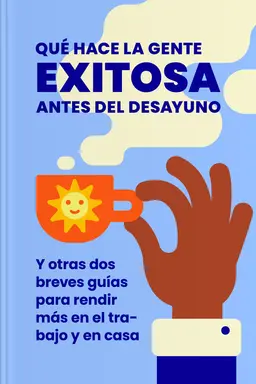 QUÉ HACE LA GENTE
EXITOSA
ANTES DEL DESAYUNO
Y otras dos
breves guías
para rendir
más en el tra-
bajo y en casa